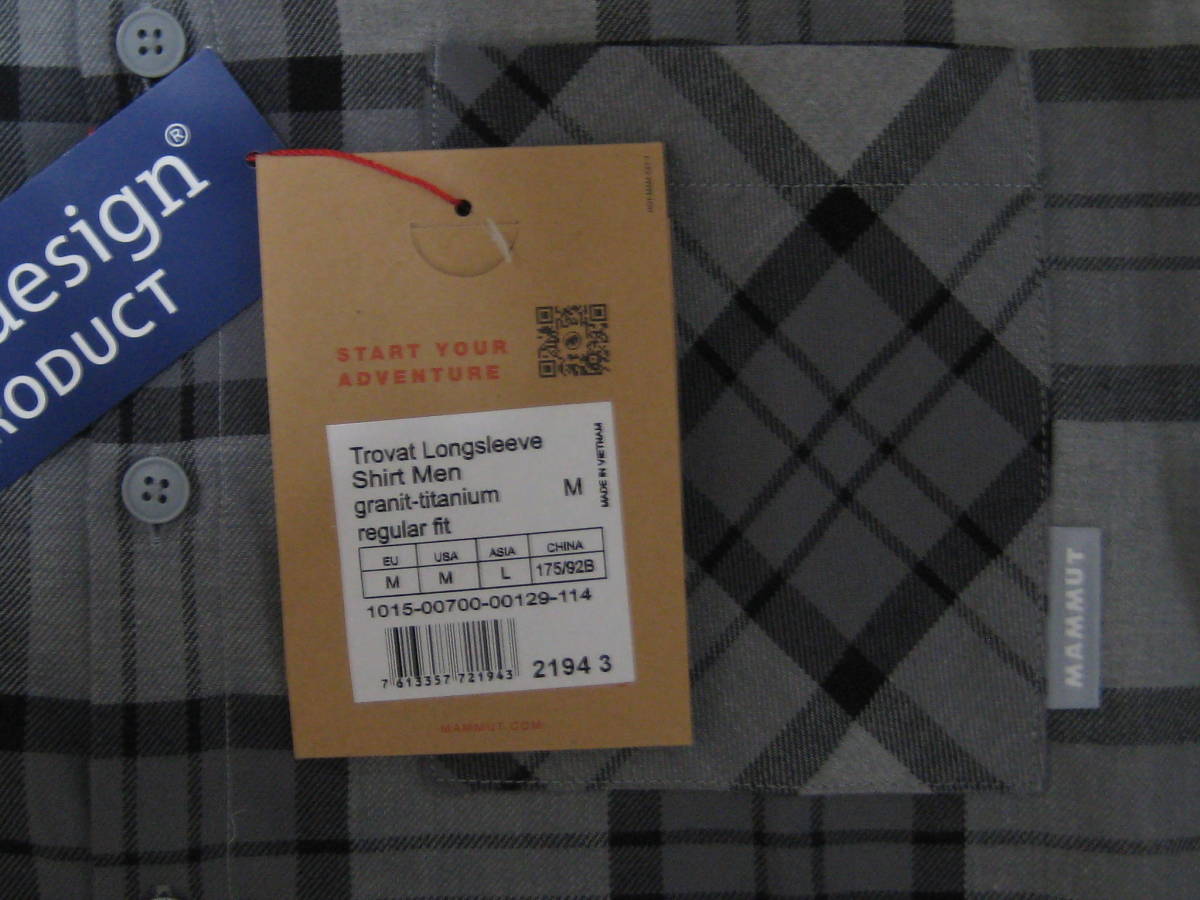 design®
PRODUCT
START YOUR
ADVENTURE
Trovat Longsleeve
Shirt Men
granit-titanium
regular fit
M
MADE IN VIETNAM
EU USA ASIA CHINA
M M L 175/92B
1015-00700-00129-114
7 613357 721943
2194 3
MAMMUT.COM
MAMMUT